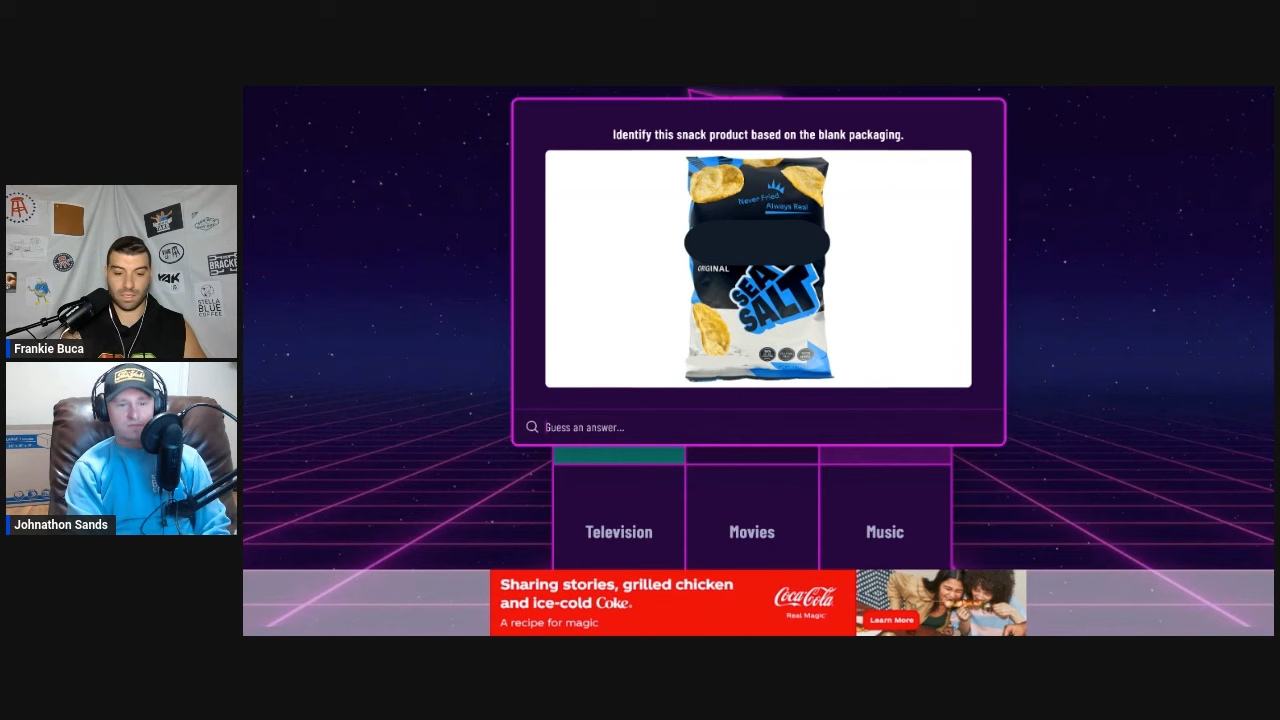 Identify this snack product based on the blank packaging.
Never Fried.
Always Real
ORIGINAL
SEA
SALT
Guess an answer...
Television
Movies
Music
Sharing stories, grilled chicken
and ice-cold Coke.
A recipe for magic
Coca-Cola
Real Magic
Learn More
YAK
BRACKE
STELLA
BLUE
COFFEE
Frankie Buca
Johnathon Sands